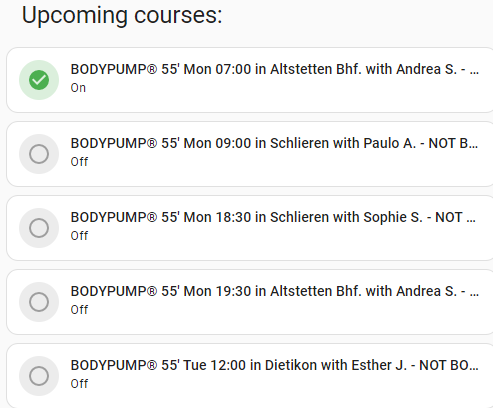 Upcoming courses:
BODYPUMP® 55' Mon 07:00 in Altstetten Bhf. with Andrea S. - ...
On
BODYPUMP® 55' Mon 09:00 in Schlieren with Paulo A. - NOT B...
Off
BODYPUMP® 55' Mon 18:30 in Schlieren with Sophie S. - NOT ...
Off
BODYPUMP® 55' Mon 19:30 in Altstetten Bhf. with Andrea S. - ...
Off
BODYPUMP® 55' Tue 12:00 in Dietikon with Esther J. - NOT BO...
Off